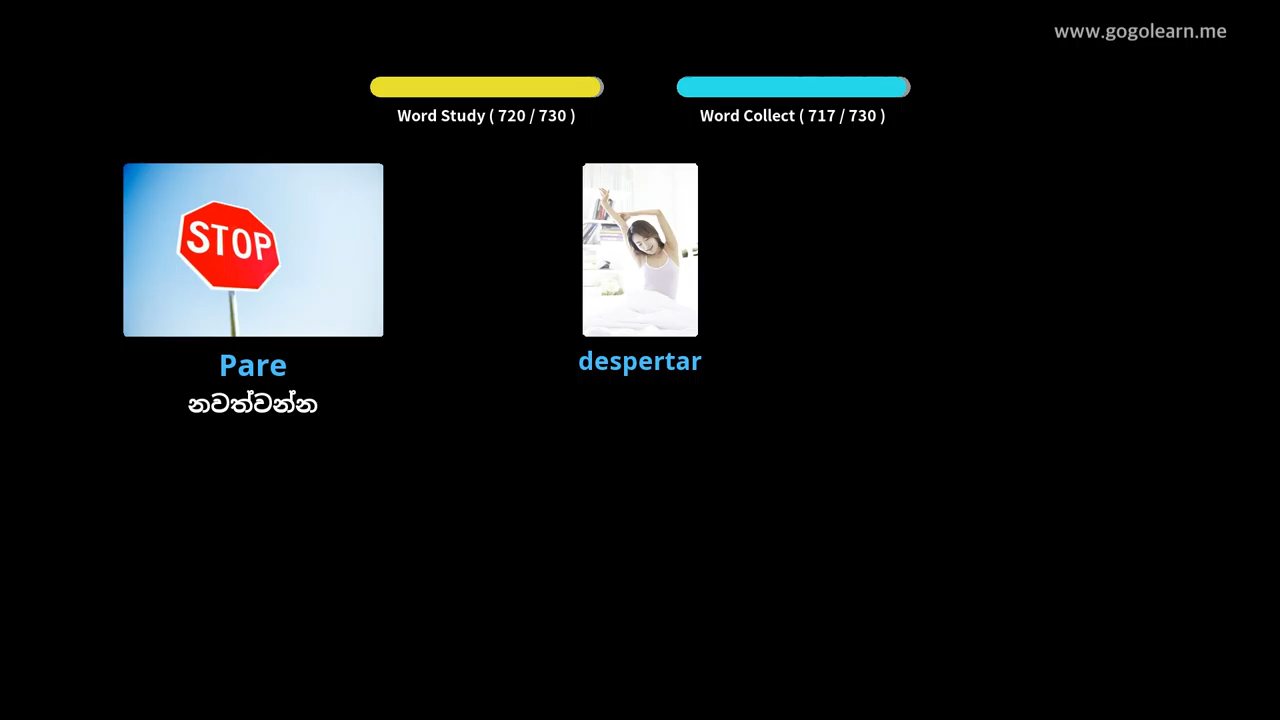 www.gogolearn.me
Word Study ( 720 / 730 )
Word Collect ( 717 / 730 )
STOP
Pare
නවත්වන්න
despertar